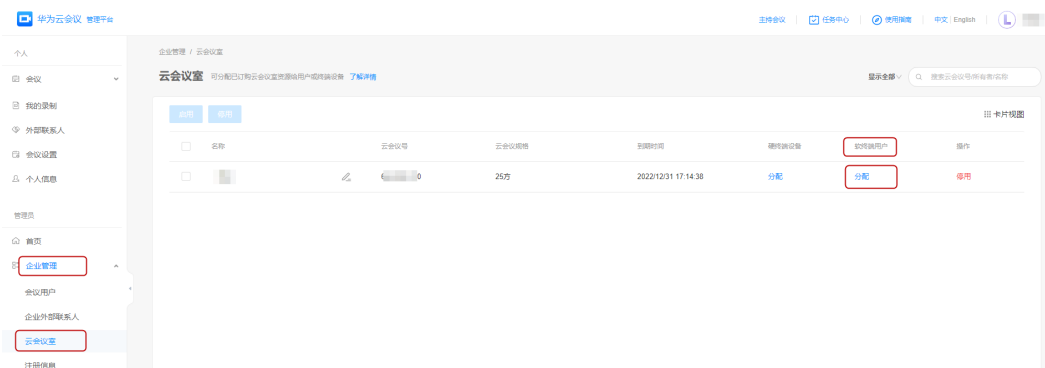 华为云会议 管理平台
主持会议 任务中心 使用指南 中文 English L
个人
会议
我的录制
外部联系人
会议设置
个人信息
管理员
首页
企业管理
会议用户
企业外部联系人
云会议室
注册信息
企业管理 / 云会议室
云会议室 可分配已订购云会议室资源给用户或终端设备 了解详情
显示全部 搜索云会议号/所有者/名称
启用 停用
卡片视图
名称 云会议号 云会议规格 到期时间 硬终端设备 软终端用户 操作
25方 2022/12/31 17:14:38 分配 分配 停用